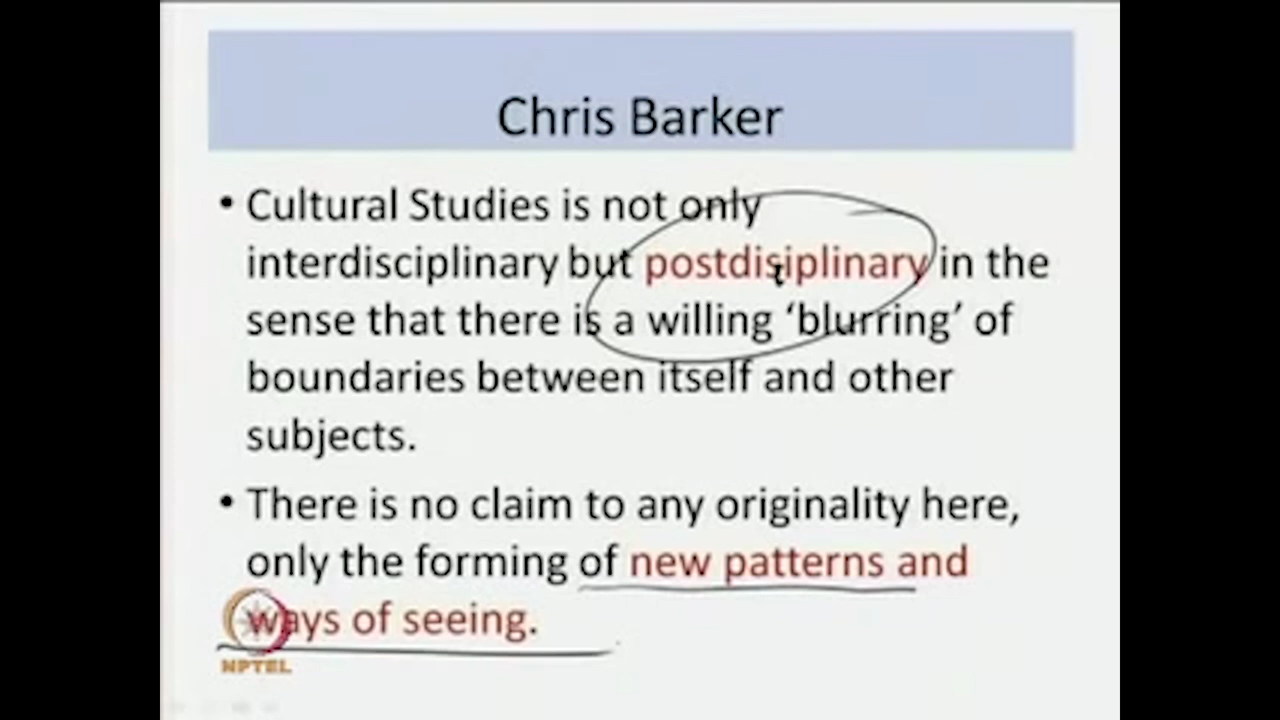 Chris Barker
• Cultural Studies is not only
interdisciplinary but postdisiplinary in the
sense that there is a willing ‘blurring’ of
boundaries between itself and other
subjects.
• There is no claim to any originality here,
only the forming of new patterns and
ways of seeing.
NPTEL